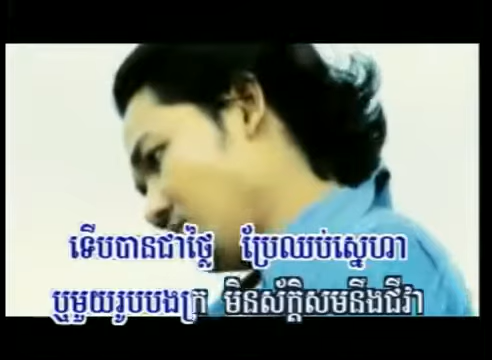 ទើបបានជាថ្លៃ ប្រែឈប់ស្នេហា
ឬមួយរូបបងក្រ មិនស័ក្ដិសមនឹងជីវា